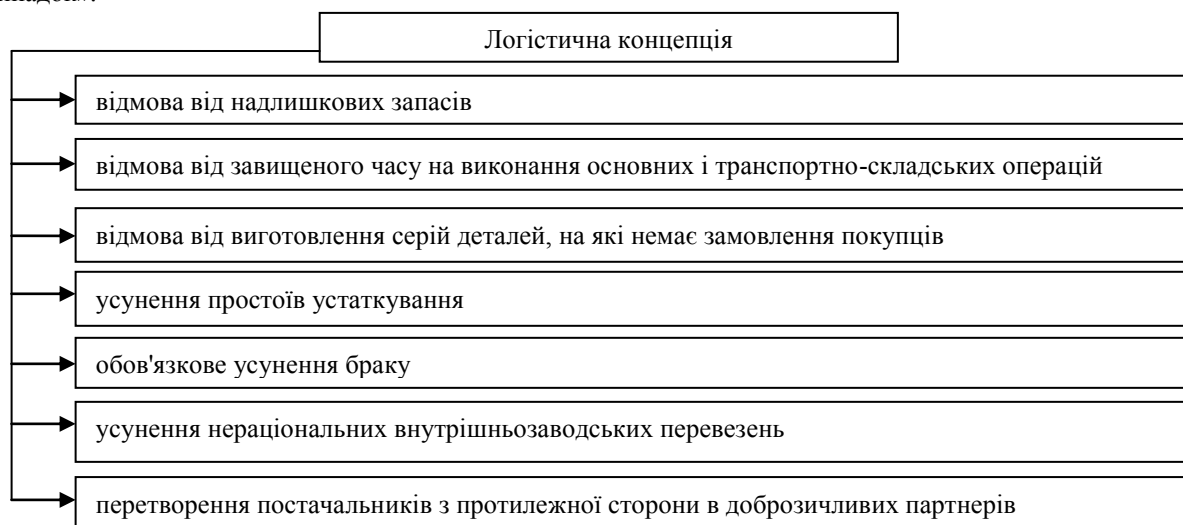 Логістична концепція
відмова від надлишкових запасів
відмова від завищеного часу на виконання основних і транспортно-складських операцій
відмова від виготовлення серій деталей, на які немає замовлення покупців
усунення простоїв устаткування
обов'язкове усунення браку
усунення нераціональних внутрішньозаводських перевезень
перетворення постачальників з протилежної сторони в доброзичливих партнерів